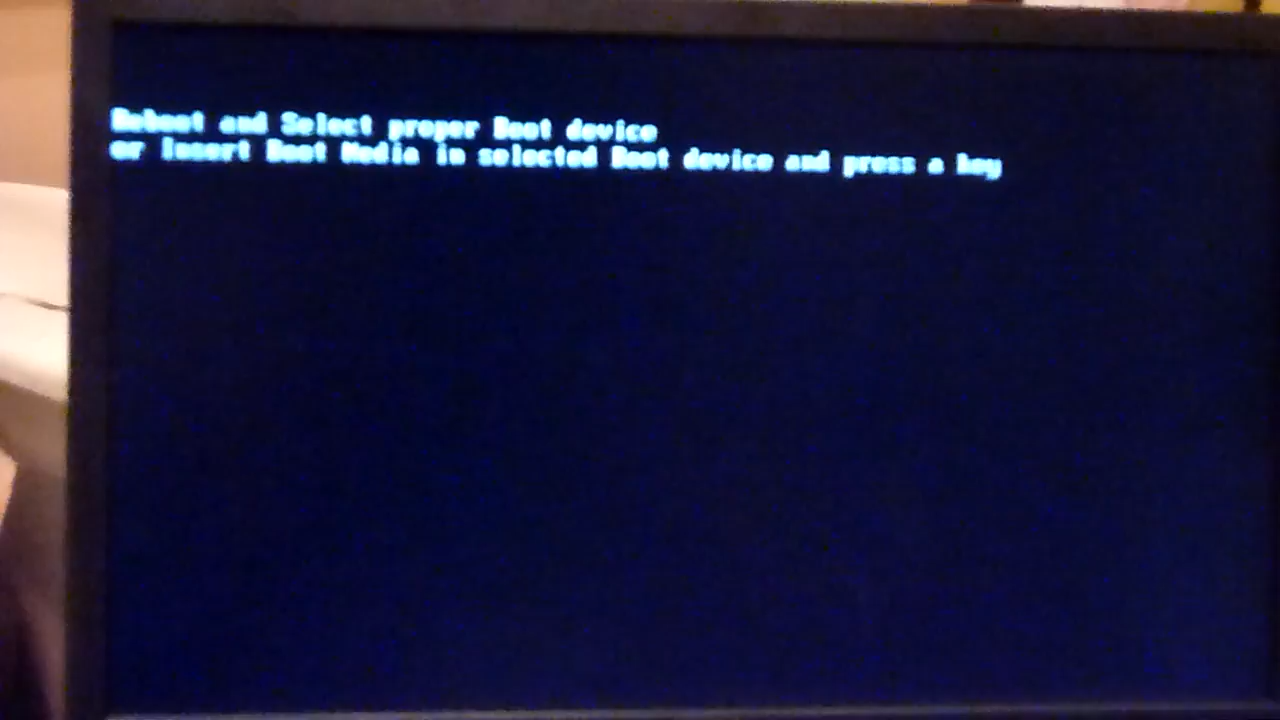 Reboot and Select proper Boot device
or Insert Boot Media in selected Boot device and press a key